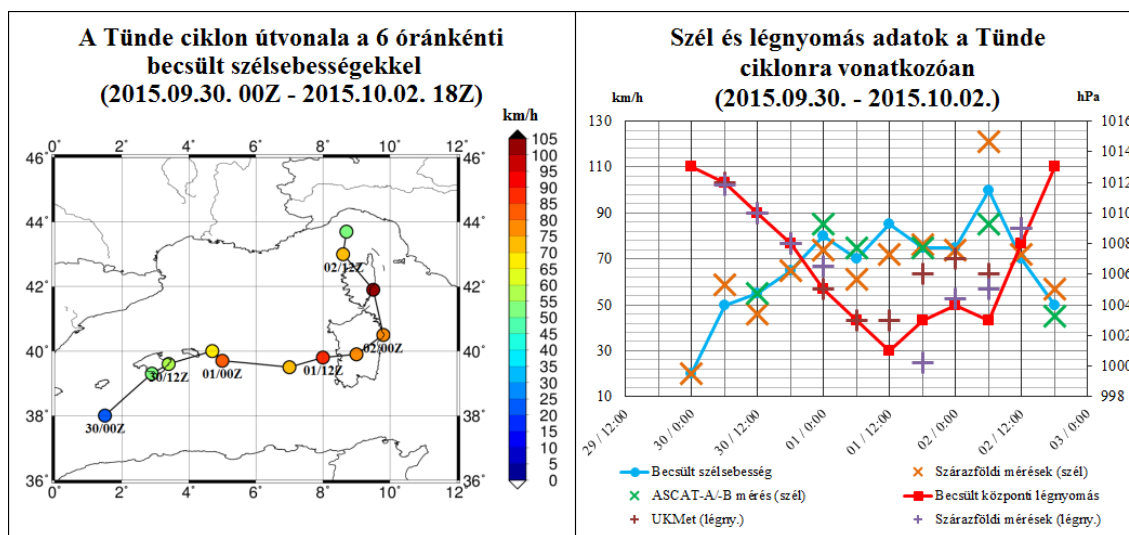 A Tünde ciklon útvonala a 6 óránkénti
becsült szélsebességekkel
(2015.09.30. 00Z - 2015.10.02. 18Z)
km/h
46°
44°
42°
40°
38°
36°
0°
2°
4°
6°
8°
10°
12°
02/12Z
02/00Z
30/12Z
01/00Z
01/12Z
30/00Z
105
100
95
90
85
80
75
70
65
60
55
50
45
40
35
30
25
20
15
10
5
0
Szél és légnyomás adatok a Tünde
ciklonra vonatkozóan
(2015.09.30. - 2015.10.02.)
km/h
hPa
130
110
90
70
50
30
10
1016
1014
1012
1010
1008
1006
1004
1002
1000
998
29 / 12:00
30 / 0:00
30 / 12:00
01 / 0:00
01 / 12:00
02 / 0:00
02 / 12:00
03 / 0:00
Becsült szélsebesség
Szárazföldi mérések (szél)
ASCAT-A/-B mérés (szél)
Becsült központi légnyomás
UKMet (légny.)
Szárazföldi mérések (légny.)